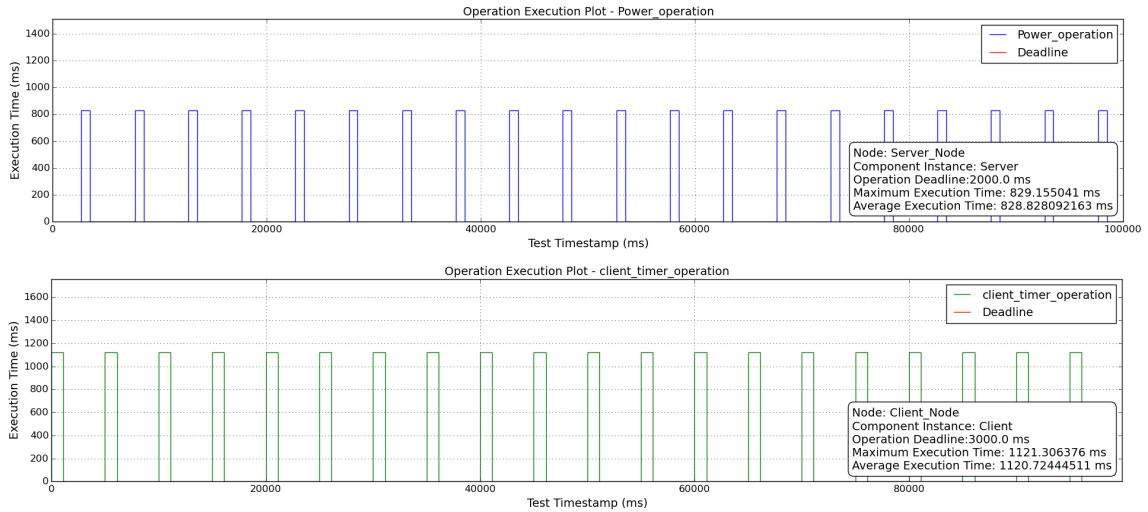 Operation Execution Plot - Power_operation
Execution Time (ms)
1400
1200
1000
800
600
400
200
0
Power_operation
Deadline
Node: Server_Node
Component Instance: Server
Operation Deadline:2000.0 ms
Maximum Execution Time: 829.155041 ms
Average Execution Time: 828.828092163 ms
0 20000 40000 60000 80000 100000
Test Timestamp (ms)
Operation Execution Plot - client_timer_operation
Execution Time (ms)
1600
1400
1200
1000
800
600
400
200
0
client_timer_operation
Deadline
Node: Client_Node
Component Instance: Client
Operation Deadline:3000.0 ms
Maximum Execution Time: 1121.306376 ms
Average Execution Time: 1120.72444511 ms
0 20000 40000 60000 80000
Test Timestamp (ms)